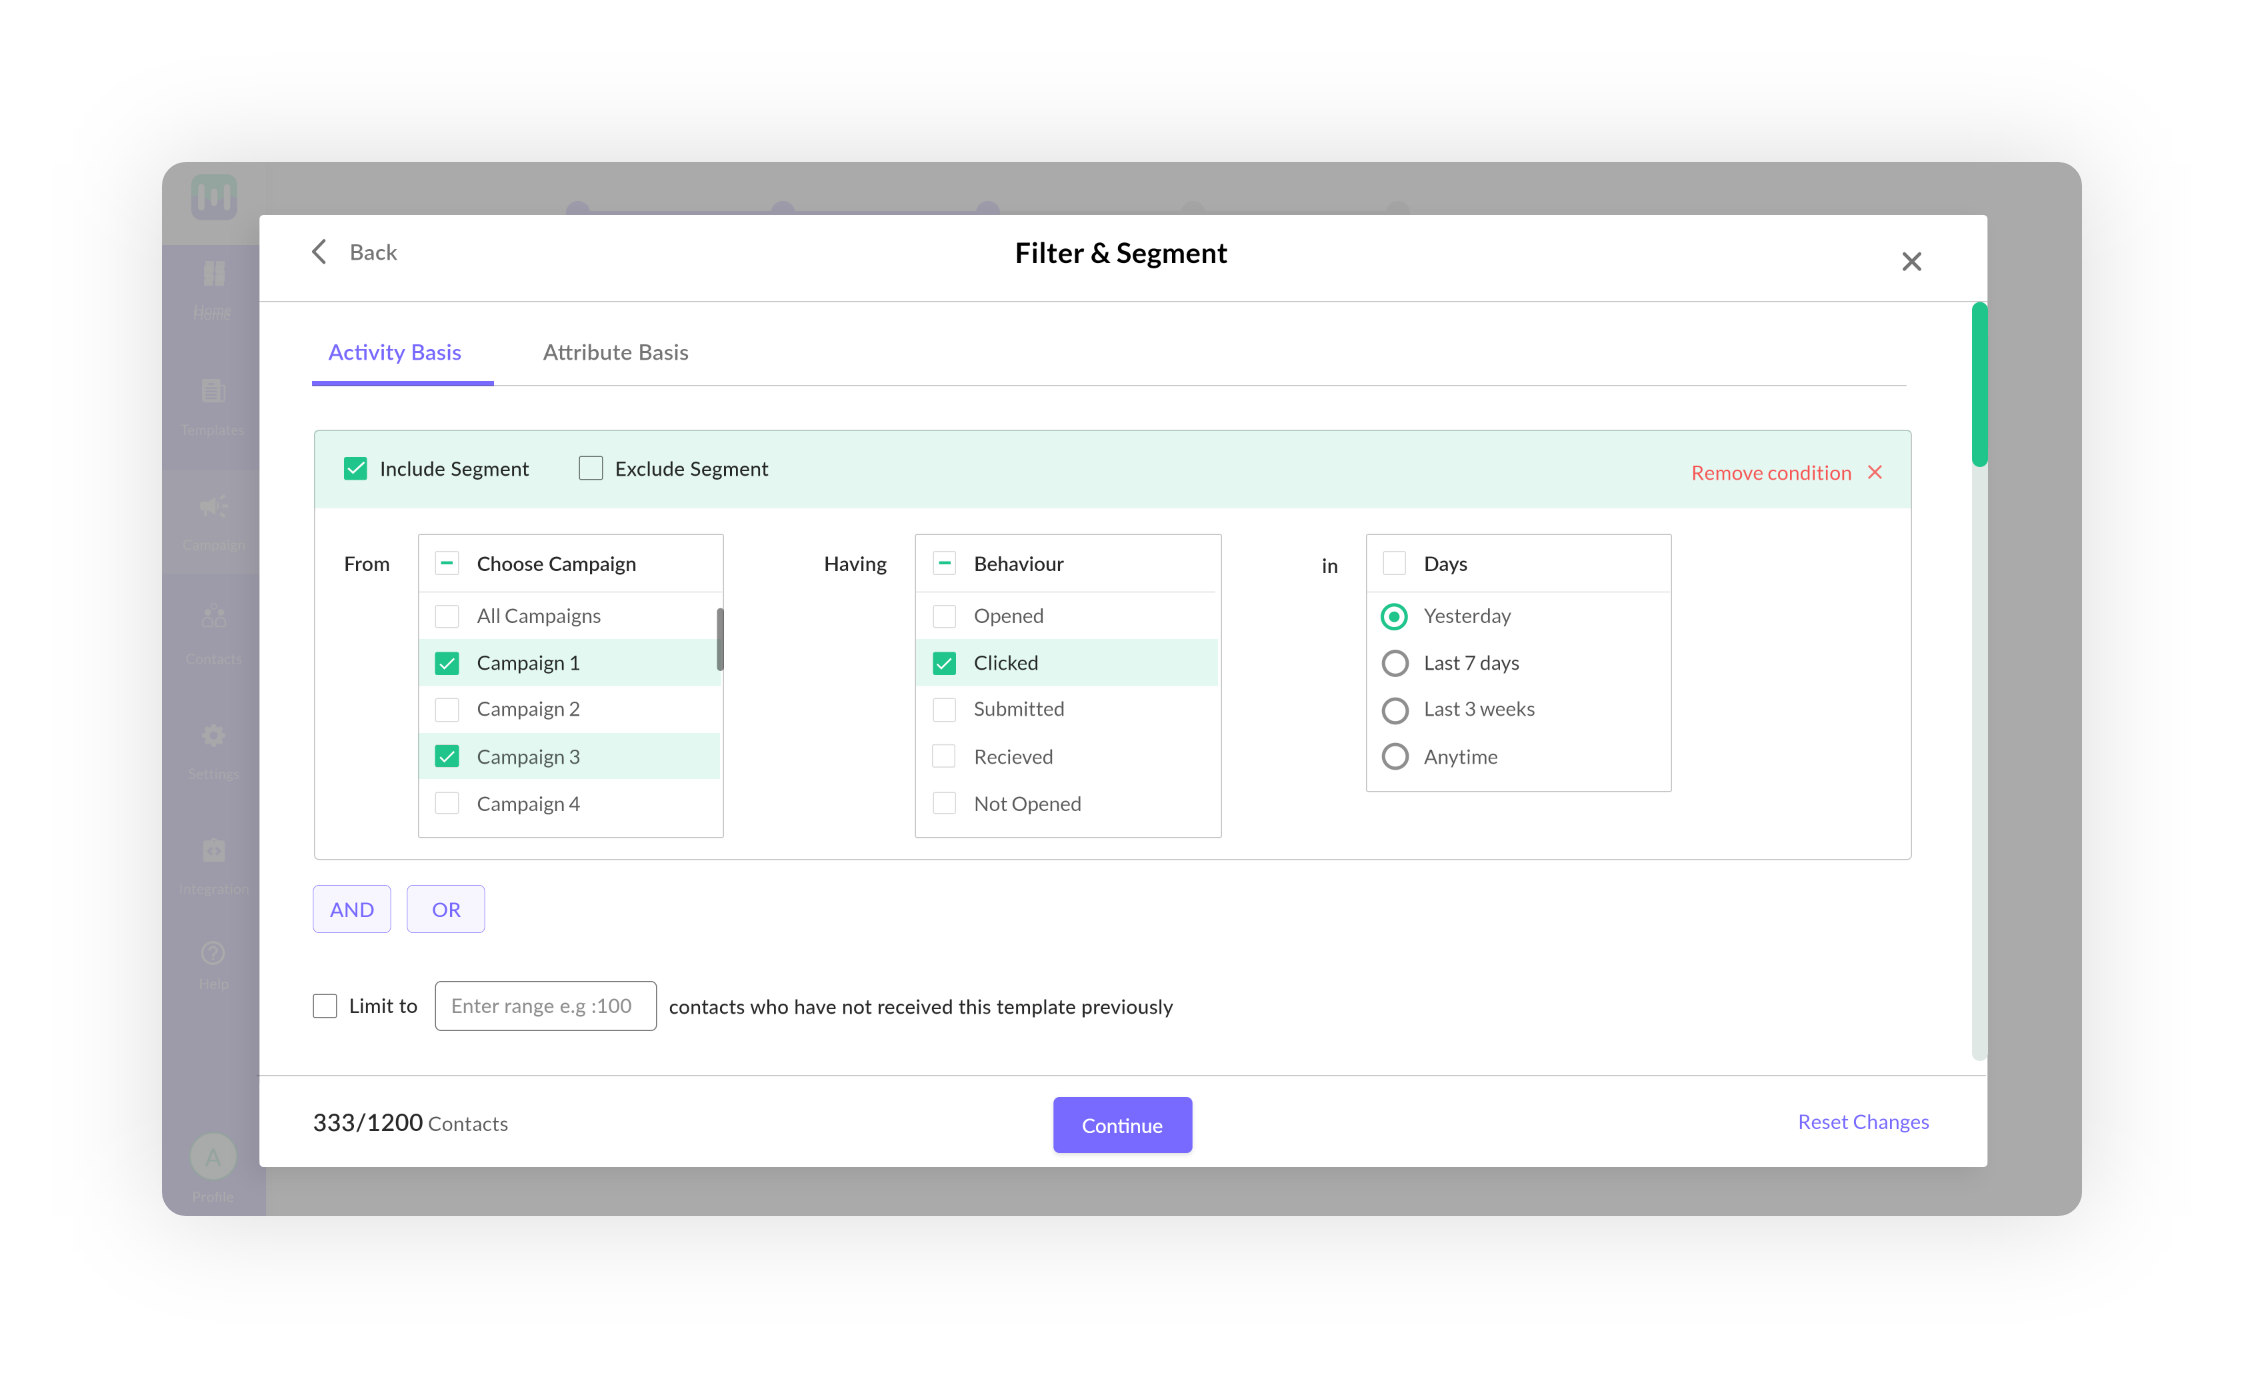 Back
Filter & Segment
Activity Basis
Attribute Basis
Include Segment
Exclude Segment
Remove condition
From
Choose Campaign
All Campaigns
Campaign 1
Campaign 2
Campaign 3
Campaign 4
Having
Behaviour
Opened
Clicked
Submitted
Recieved
Not Opened
in
Days
Yesterday
Last 7 days
Last 3 weeks
Anytime
AND
OR
Limit to
Enter range e.g :100
contacts who have not received this template previously
333/1200 Contacts
Continue
Reset Changes
Home
Home
Templates
Campaign
Contacts
Settings
Integration
Help
A
Profile